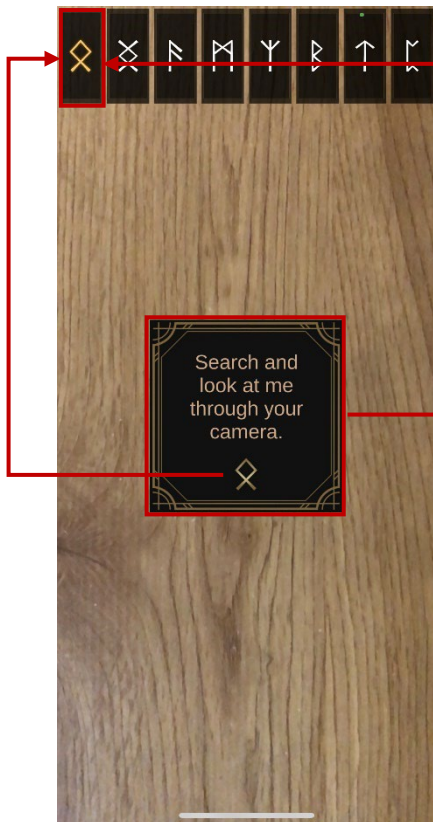 ᛟ ᛝ ᚨ ᛗ ᛉ ᛏ
Search and
look at me
through your
camera.
ᛟ